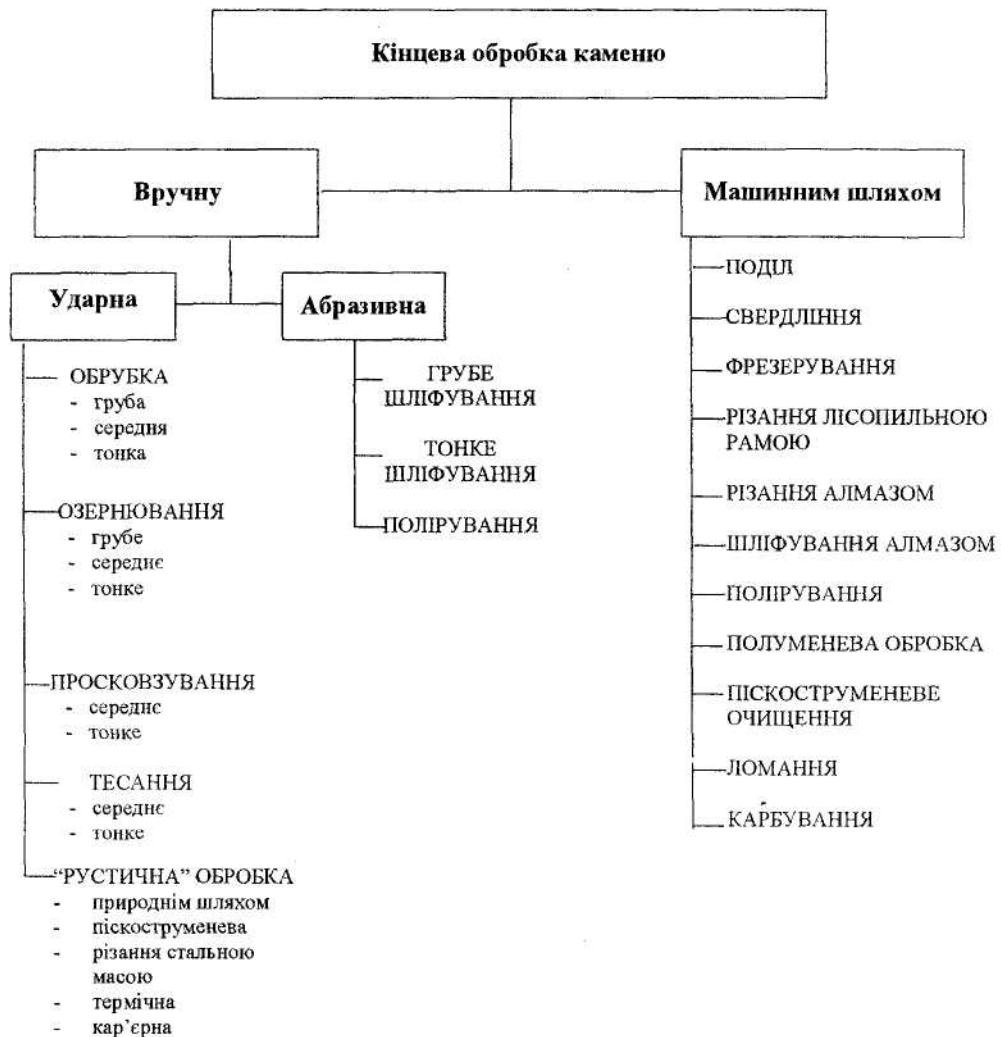 Кінцева обробка каменю
Вручну
Машинним шляхом
Ударна
Абразивна
ОБРУБКА
- груба
- середня
- тонка
ОЗЕРНЮВАННЯ
- грубе
- середнє
- тонке
ПРОСКОВЗУВАННЯ
- середнє
- тонке
ТЕСАННЯ
- середнє
- тонке
“РУСТИЧНА” ОБРОБКА
- природнім шляхом
- піскоструменева
- різання стальною
масою
- термічна
- кар’єрна
ГРУБЕ
ШЛІФУВАННЯ
ТОНКЕ
ШЛІФУВАННЯ
ПОЛІРУВАННЯ
ПОДІЛ
СВЕРДЛІННЯ
ФРЕЗЕРУВАННЯ
РІЗАННЯ ЛІСОПИЛЬНОЮ
РАМОЮ
РІЗАННЯ АЛМАЗОМ
ШЛІФУВАННЯ АЛМАЗОМ
ПОЛІРУВАННЯ
ПОЛУМЕНЕВА ОБРОБКА
ПІСКОСТРУМЕНЕВЕ
ОЧИЩЕННЯ
ЛОМАННЯ
КАРБУВАННЯ